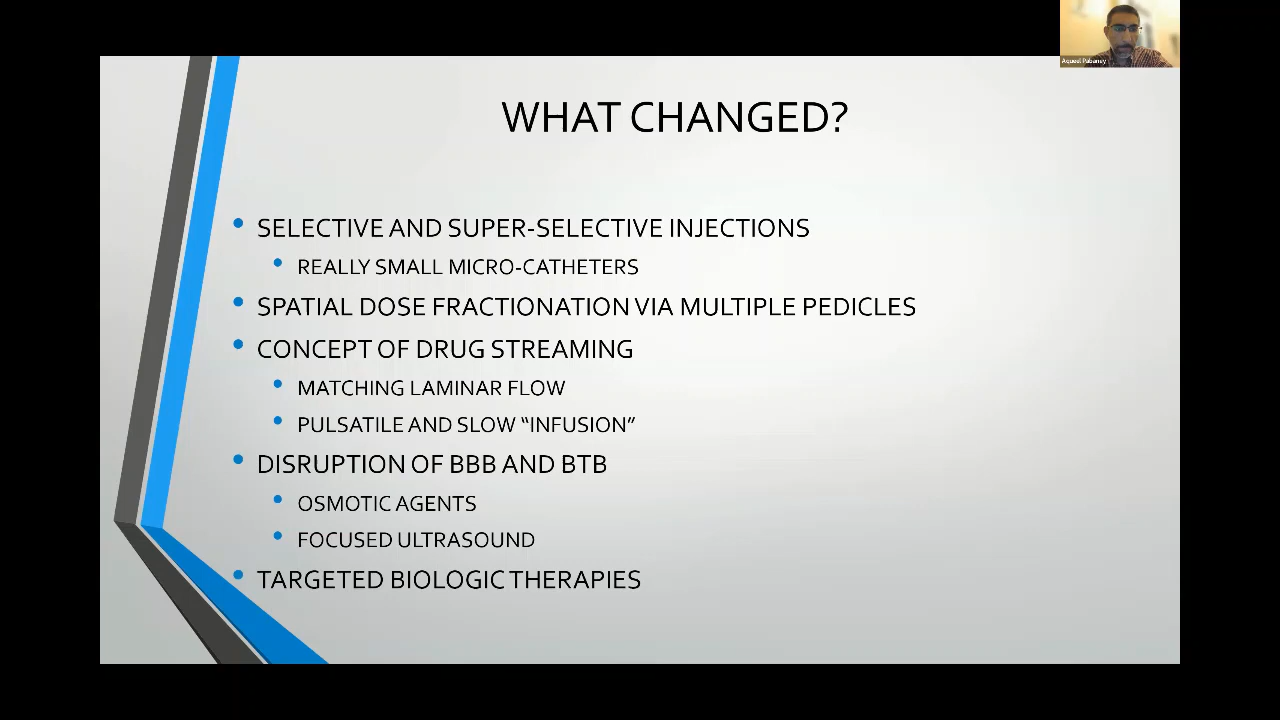 Aqueel Pabaney
WHAT CHANGED?
SELECTIVE AND SUPER-SELECTIVE INJECTIONS
REALLY SMALL MICRO-CATHETERS
SPATIAL DOSE FRACTIONATION VIA MULTIPLE PEDICLES
CONCEPT OF DRUG STREAMING
MATCHING LAMINAR FLOW
PULSATILE AND SLOW “INFUSION”
DISRUPTION OF BBB AND BTB
OSMOTIC AGENTS
FOCUSED ULTRASOUND
TARGETED BIOLOGIC THERAPIES